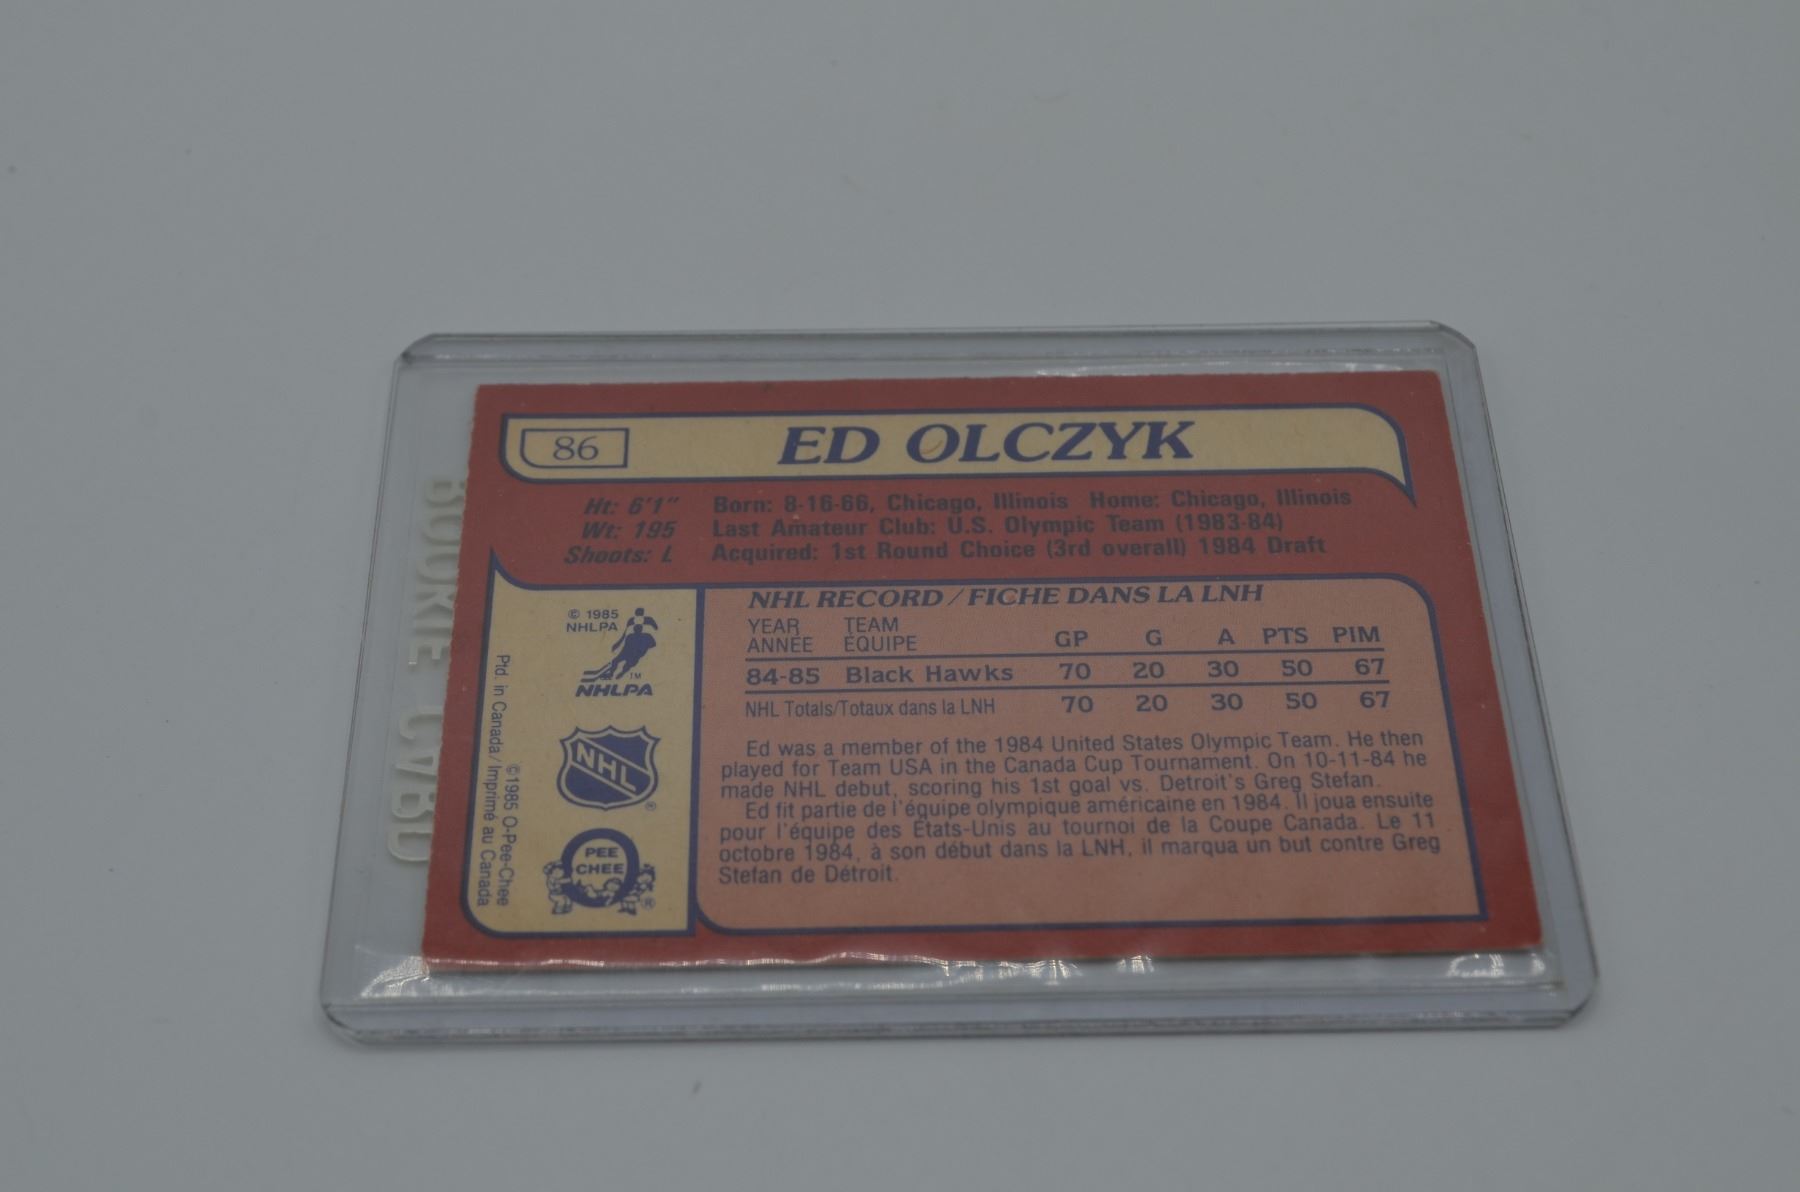 86
ED OLCZYK
Ht: 6'1" Born: 8-16-66, Chicago, Illinois Home: Chicago, Illinois
Wt: 195 Last Amateur Club: U.S. Olympic Team (1983-84)
Shoots: L Acquired: 1st Round Choice (3rd overall) 1984 Draft
© 1985
NHLPA
TM
NHLPA
NHL
®
PEE
CHEE
®
©1985 O-Pee-Chee
Ptd. in Canada/Imprimé au Canada
NHL RECORD/FICHE DANS LA LNH
YEAR TEAM
ANNÉE ÉQUIPE GP G A PTS PIM
84-85 Black Hawks 70 20 30 50 67
NHL Totals/Totaux dans la LNH 70 20 30 50 67
Ed was a member of the 1984 United States Olympic Team. He then
played for Team USA in the Canada Cup Tournament. On 10-11-84 he
made NHL debut, scoring his 1st goal vs. Detroit's Greg Stefan.
Ed fit partie de l'équipe olympique américaine en 1984. Il joua ensuite
pour l'équipe des États-Unis au tournoi de la Coupe Canada. Le 11
octobre 1984, à son début dans la LNH, il marqua un but contre Greg
Stefan de Détroit.
ROOKIE CARD